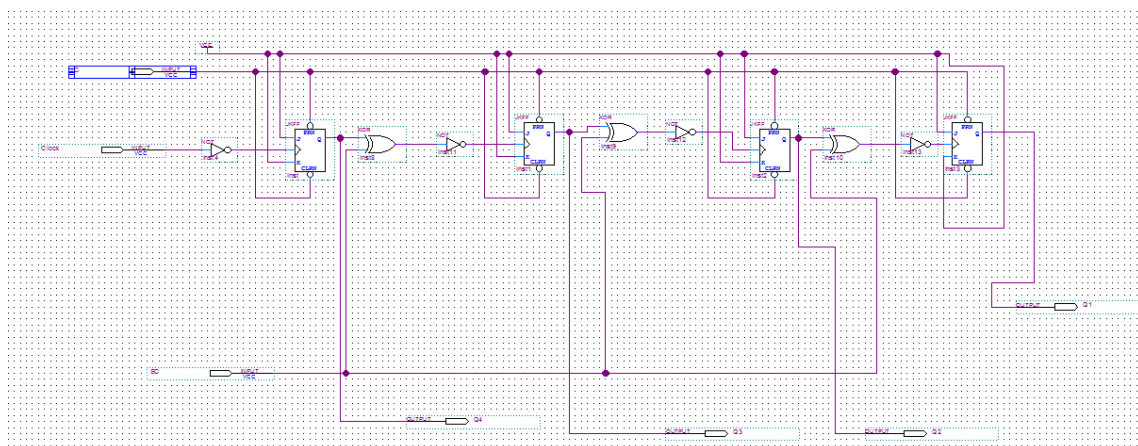 VCC
INPUT
VCC
JKFF
PRN
J
Q
K
CLRN
inst
XOR
inst8
NOT
inst11
JKFF
PRN
J
Q
K
CLRN
inst1
XOR
inst9
NOT
inst12
JKFF
PRN
J
Q
K
CLRN
inst2
XOR
inst10
NOT
inst13
JKFF
PRN
J
Q
K
CLRN
inst3
Clock
INPUT
VCC
NOT
inst4
OUTPUT
Q1
SC
INPUT
VCC
OUTPUT
Q4
OUTPUT
Q3
OUTPUT
Q2